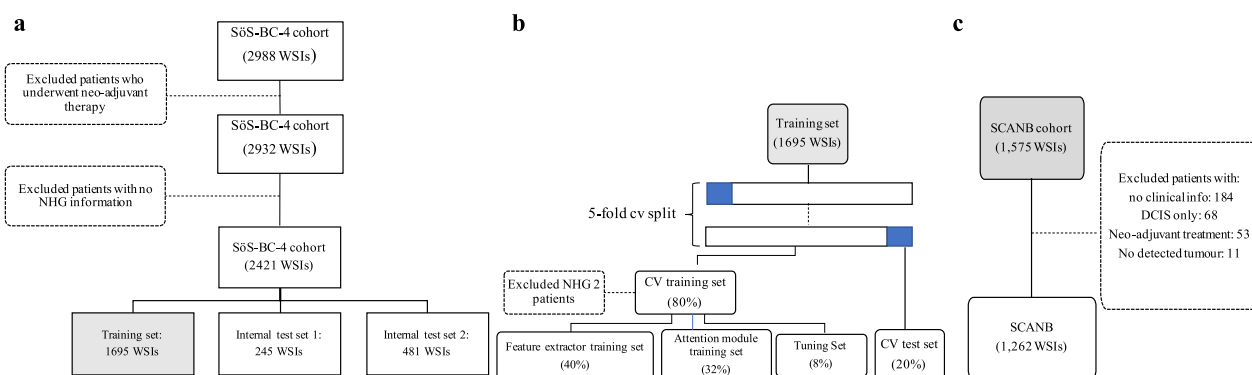 a
SöS-BC-4 cohort
(2988 WSIs)
Excluded patients who
underwent neo-adjuvant
therapy
SöS-BC-4 cohort
(2932 WSIs)
Excluded patients with no
NHG information
SöS-BC-4 cohort
(2421 WSIs)
Training set:
1695 WSIs
Internal test set 1:
245 WSIs
Internal test set 2:
481 WSIs
b
Training set
(1695 WSIs)
5-fold cv split
Excluded NHG 2
patients
CV training set
(80%)
Feature extractor training set
(40%)
Attention module
training set
(32%)
Tuning Set
(8%)
CV test set
(20%)
c
SCANB cohort
(1,575 WSIs)
Excluded patients with:
no clinical info: 184
DCIS only: 68
Neo-adjuvant treatment: 53
No detected tumour: 11
SCANB
(1,262 WSIs)